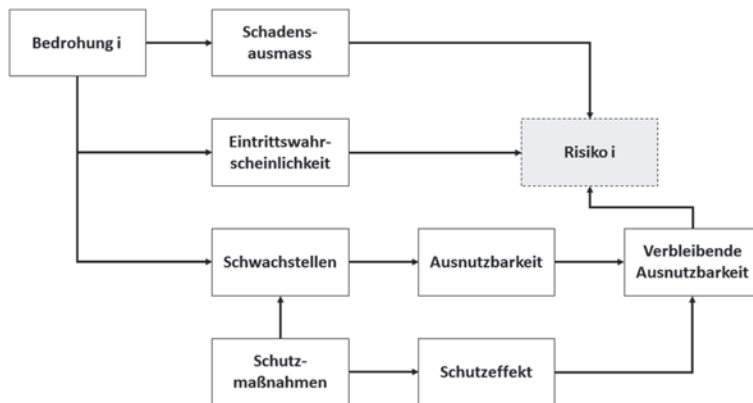 Bedrohung i
Schadens-
ausmass
Eintrittswahr-
scheinlichkeit
Risiko i
Schwachstellen
Ausnutzbarkeit
Verbleibende
Ausnutzbarkeit
Schutz-
maßnahmen
Schutzeffekt